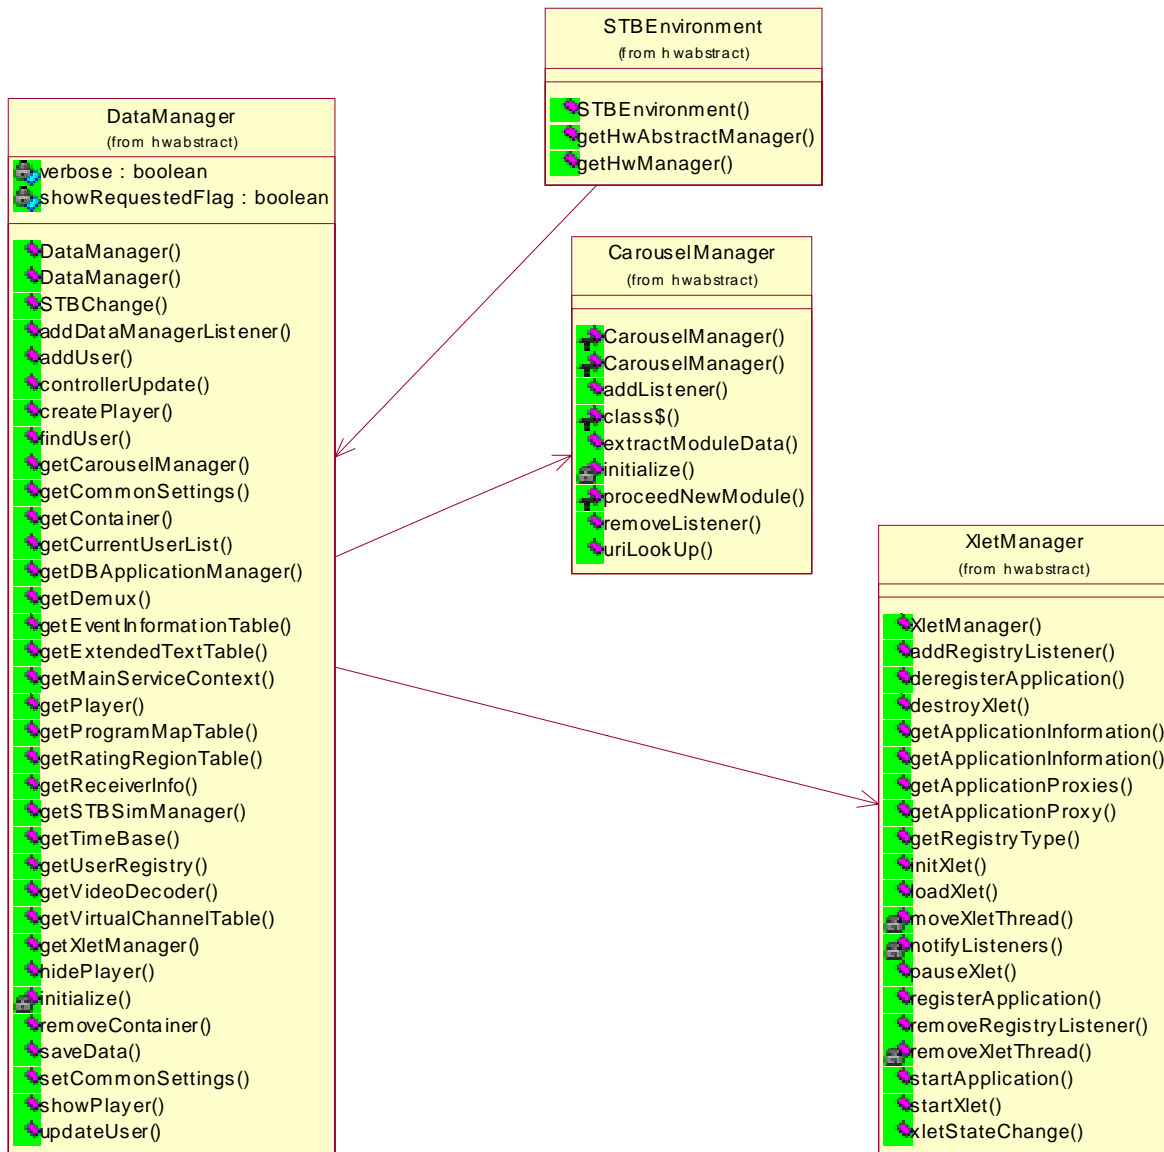 STBEnvironment
(from hwabstract)
STBEnvironment()
getHwAbstractManager()
getHwManager()
DataManager
(from hwabstract)
verbose : boolean
showRequestedFlag : boolean
DataManager()
DataManager()
STBChange()
addDataManagerListener()
addUser()
controllerUpdate()
createPlayer()
findUser()
getCarouselManager()
getCommonSettings()
getContainer()
getCurrentUserList()
getDBApplicationManager()
getDemux()
getEventInformationTable()
getExtendedTextTable()
getMainServiceContext()
getPlayer()
getProgramMapTable()
getRatingRegionTable()
getReceiverInfo()
getSTBSimManager()
getTimeBase()
getUserRegistry()
getVideoDecoder()
getVirtualChannelTable()
getXletManager()
hidePlayer()
initialize()
removeContainer()
saveData()
setCommonSettings()
showPlayer()
updateUser()
CarouselManager
(from hwabstract)
CarouselManager()
CarouselManager()
addListener()
class$()
extractModuleData()
initialize()
proceedNewModule()
removeListener()
uriLookUp()
XletManager
(from hwabstract)
XletManager()
addRegistryListener()
deregisterApplication()
destroyXlet()
getApplicationInformation()
getApplicationInformation()
getApplicationProxies()
getApplicationProxy()
getRegistryType()
initXlet()
loadXlet()
moveXletThread()
notifyListeners()
pauseXlet()
registerApplication()
removeRegistryListener()
removeXletThread()
startApplication()
startXlet()
xletStateChange()